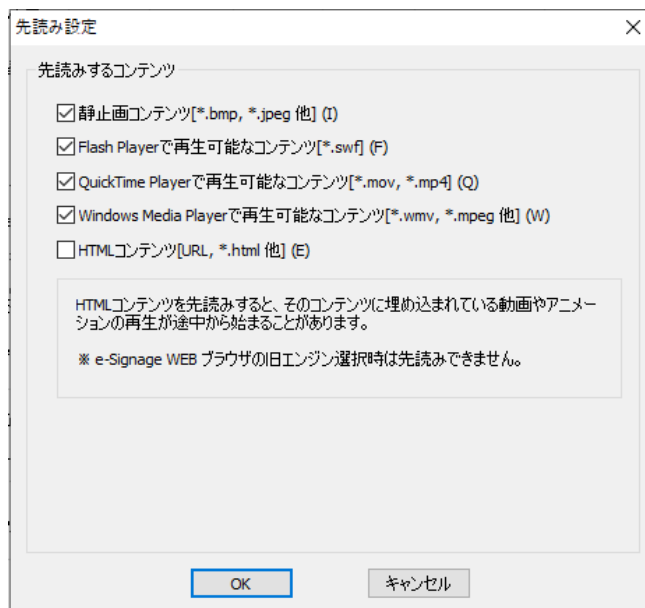 先読み設定
先読みするコンテンツ
静止画コンテンツ[*.bmp, *.jpeg 他] (I)
Flash Playerで再生可能なコンテンツ[*.swf] (F)
QuickTime Playerで再生可能なコンテンツ[*.mov, *.mp4] (Q)
Windows Media Playerで再生可能なコンテンツ[*.wmv, *.mpeg 他] (W)
HTMLコンテンツ[URL, *.html 他] (E)
HTMLコンテンツを先読みすると、そのコンテンツに埋め込まれている動画やアニメー
ションの再生が途中から始まることがあります。
※ e-Signage WEB ブラウザの旧エンジン選択時は先読みできません。
OK
キャンセル